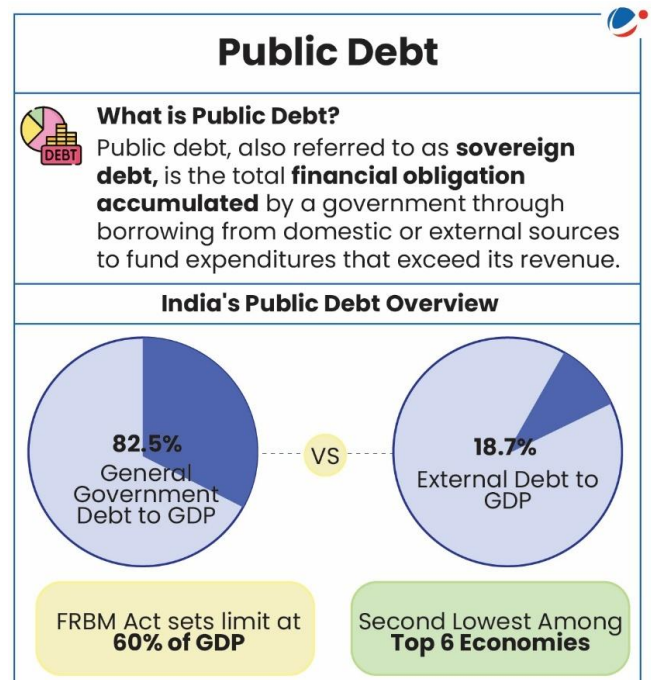 Public Debt
What is Public Debt?
Public debt, also referred to as sovereign
debt, is the total financial obligation
accumulated by a government through
borrowing from domestic or external sources
to fund expenditures that exceed its revenue.
DEBT
India's Public Debt Overview
82.5%
General
Government
Debt to GDP
VS
18.7%
External Debt to
GDP
FRBM Act sets limit at
60% of GDP
Second Lowest Among
Top 6 Economies